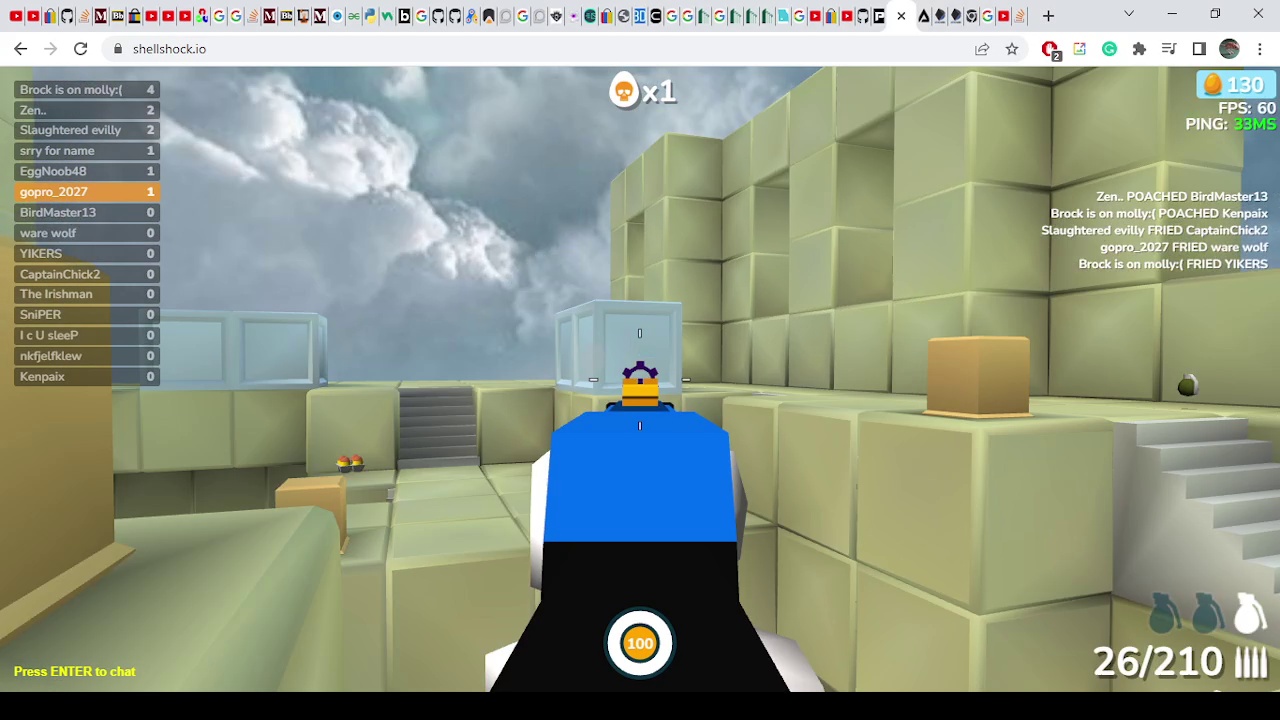 shellshock.io
2
Brock is on molly:( 4
Zen.. 2
Slaughtered evilly 2
srry for name 1
EggNoob48 1
gopro_2027 1
BirdMaster13 0
ware wolf 0
YIKERS 0
CaptainChick2 0
The Irishman 0
SniPER 0
I c U sleeP 0
nkfjelfklew 0
Kenpaix 0
x1
130
FPS: 60
PING: 33MS
Zen.. POACHED BirdMaster13
Brock is on molly:( POACHED Kenpaix
Slaughtered evilly FRIED CaptainChick2
gopro_2027 FRIED ware wolf
Brock is on molly:( FRIED YIKERS
100
26/210
Press ENTER to chat